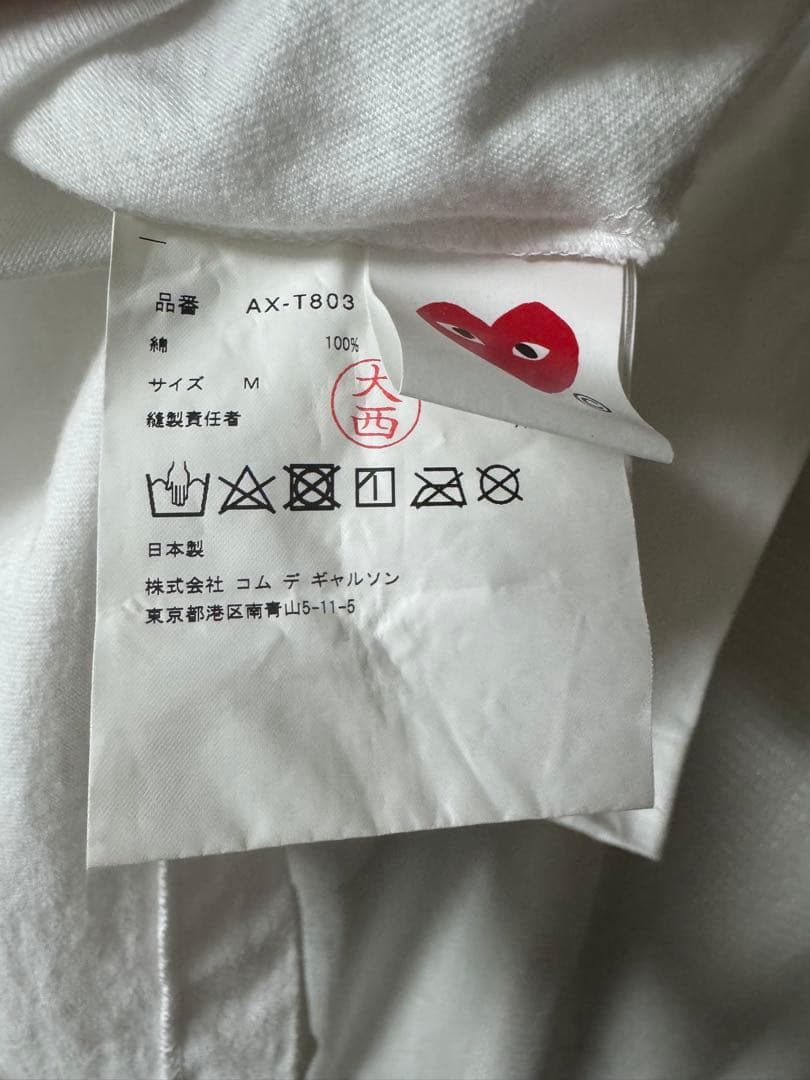 品番 AX-T803
綿 100%
サイズ M
縫製責任者
大西
日本製
株式会社 コム デ ギャルソン
東京都港区南青山5-11-5